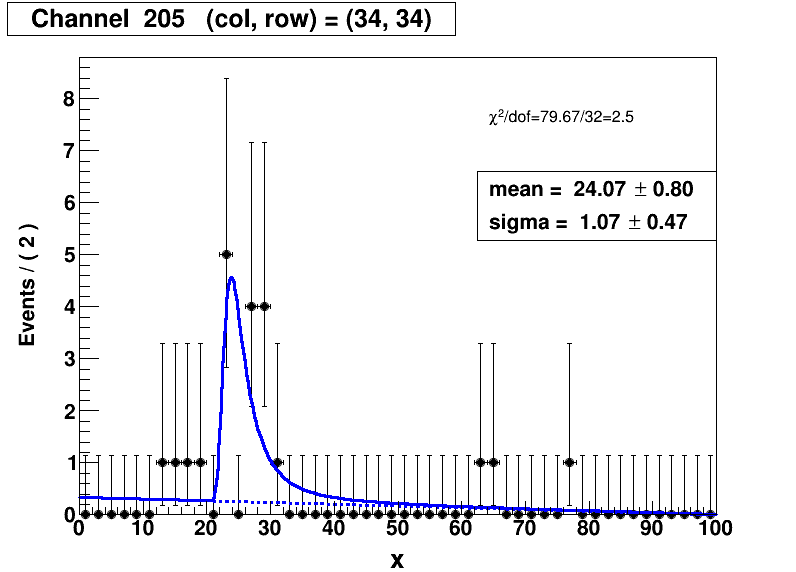 Channel 205 (col, row) = (34, 34)
χ²/dof=79.67/32=2.5
mean = 24.07 ± 0.80
sigma = 1.07 ± 0.47
Events / ( 2 )
8
7
6
5
4
3
2
1
0
0 10 20 30 40 50 60 70 80 90 100
x